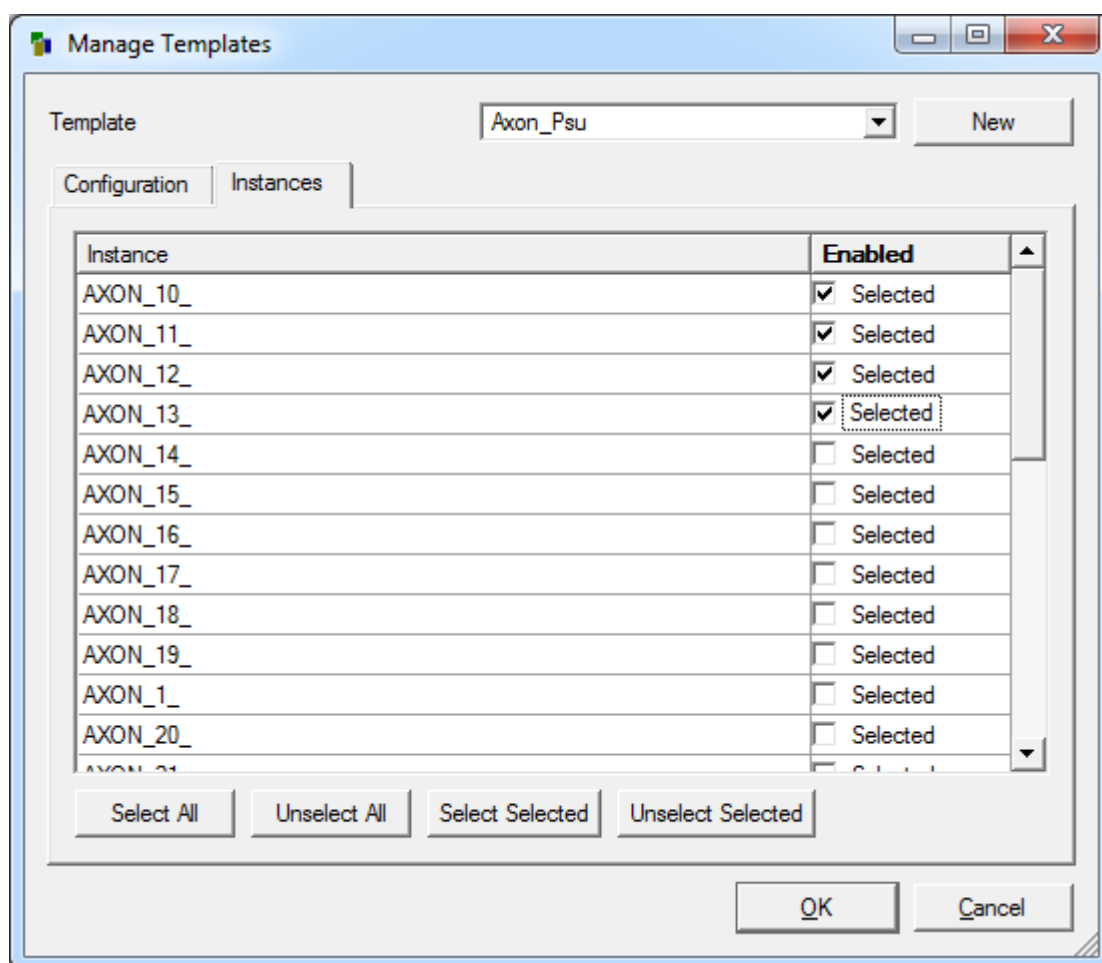 Manage Templates
Template Axon_Psu New
Configuration Instances
Instance Enabled
AXON_10_ Selected
AXON_11_ Selected
AXON_12_ Selected
AXON_13_ Selected
AXON_14_ Selected
AXON_15_ Selected
AXON_16_ Selected
AXON_17_ Selected
AXON_18_ Selected
AXON_19_ Selected
AXON_1_ Selected
AXON_20_ Selected
Select All Unselect All Select Selected Unselect Selected
OK Cancel